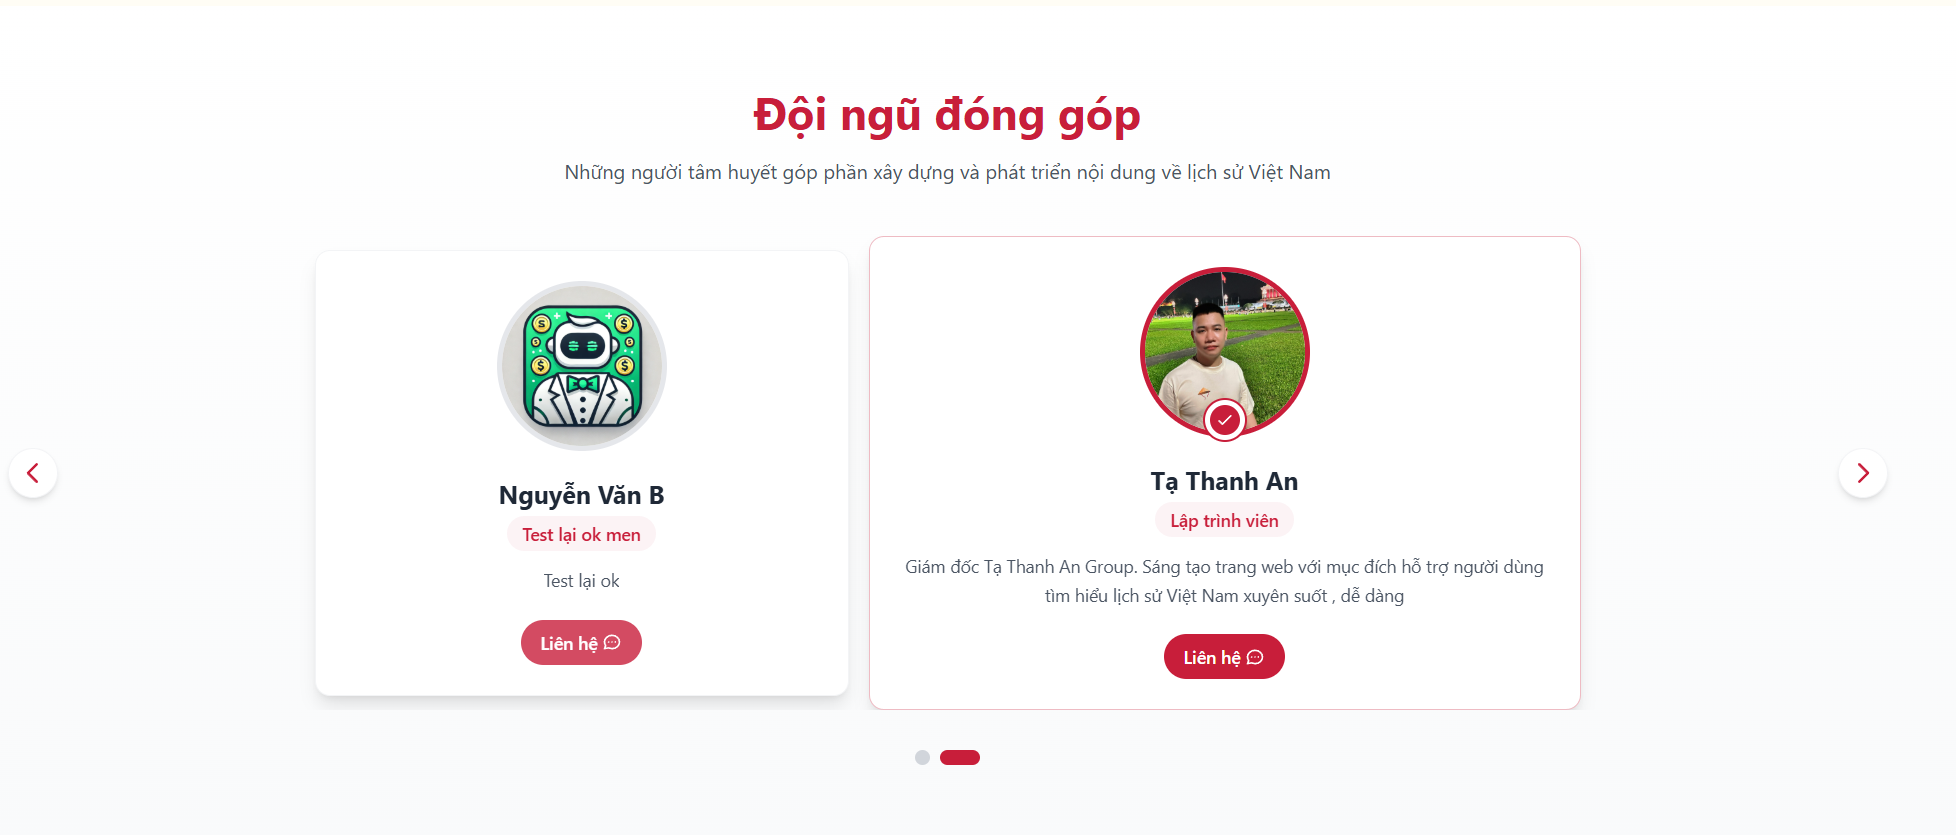 Đội ngũ đóng góp
Những người tâm huyết góp phần xây dựng và phát triển nội dung về lịch sử Việt Nam
Nguyễn Văn B
Test lại ok men
Test lại ok
Liên hệ
Tạ Thanh An
Lập trình viên
Giám đốc Tạ Thanh An Group. Sáng tạo trang web với mục đích hỗ trợ người dùng
tìm hiểu lịch sử Việt Nam xuyên suốt , dễ dàng
Liên hệ